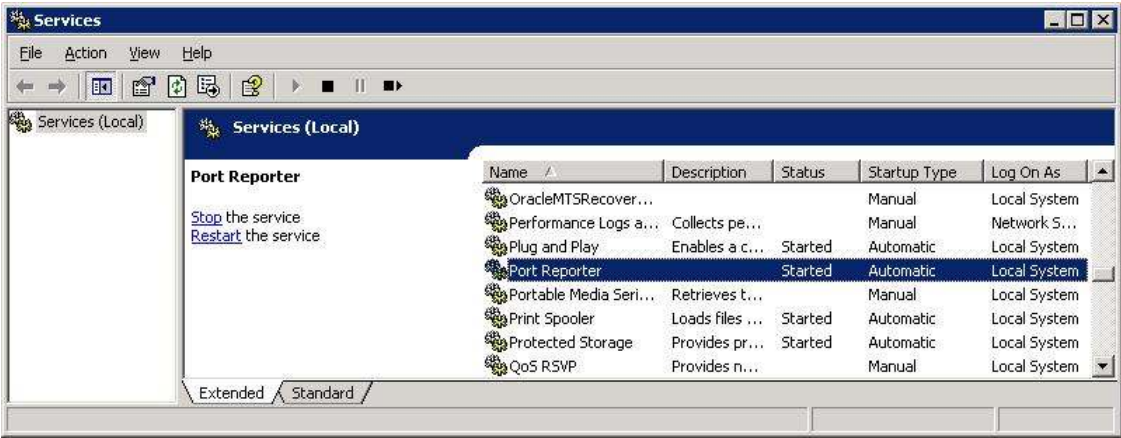 Services
File Action View Help
Services (Local)
Services (Local)
Port Reporter
Stop the service
Restart the service
Name Description Status Startup Type Log On As
OracleMTSRecover... Manual Local System
Performance Logs a... Collects pe... Manual Network S...
Plug and Play Enables a c... Started Automatic Local System
Port Reporter Started Automatic Local System
Portable Media Seri... Retrieves t... Manual Local System
Print Spooler Loads files ... Started Automatic Local System
Protected Storage Provides pr... Started Automatic Local System
QoS RSVP Provides n... Manual Local System
Extended Standard